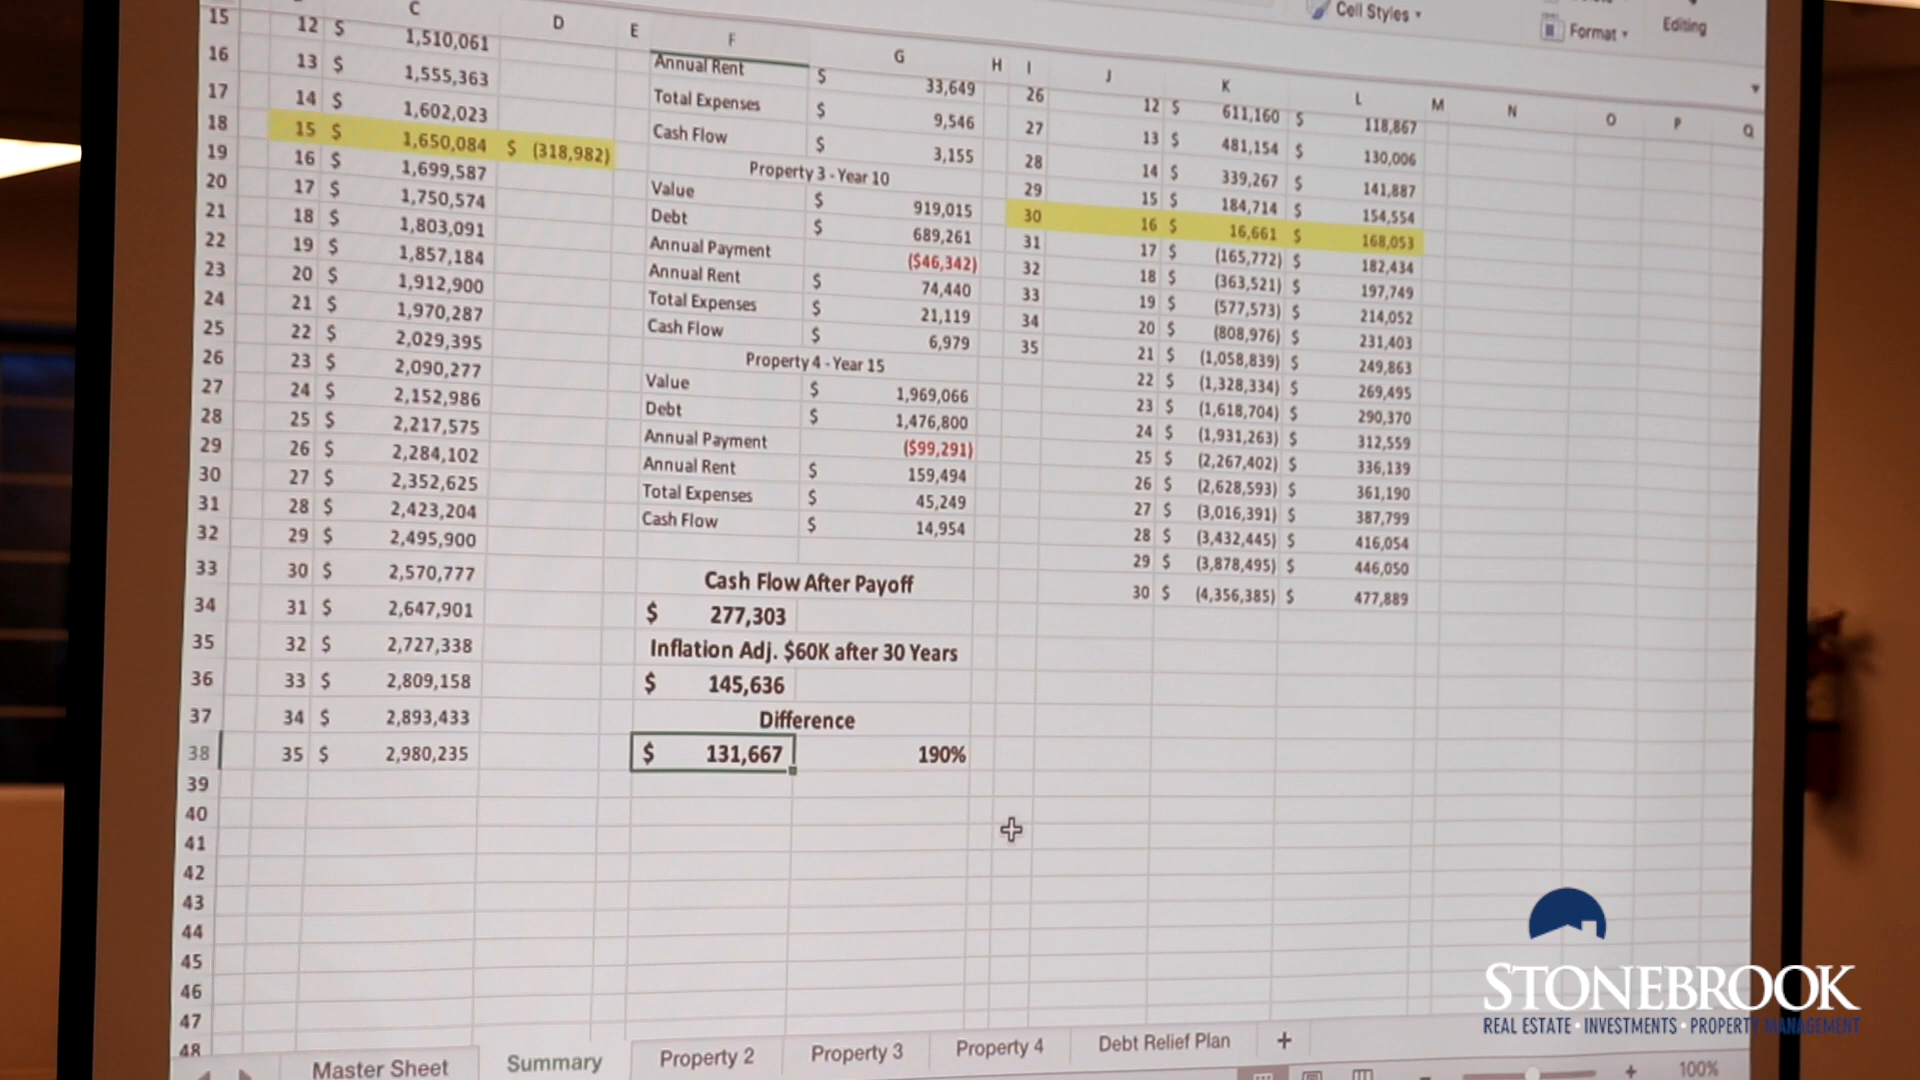 Cell Styles
Format
Editing
C D E F G H I J K L M N O P Q
15 12 $ 1,510,061
16 13 $ 1,555,363
17 14 $ 1,602,023
18 15 $ 1,650,084 $ (318,982)
19 16 $ 1,699,587
20 17 $ 1,750,574
21 18 $ 1,803,091
22 19 $ 1,857,184
23 20 $ 1,912,900
24 21 $ 1,970,287
25 22 $ 2,029,395
26 23 $ 2,090,277
27 24 $ 2,152,986
28 25 $ 2,217,575
29 26 $ 2,284,102
30 27 $ 2,352,625
31 28 $ 2,423,204
32 29 $ 2,495,900
33 30 $ 2,570,777
34 31 $ 2,647,901
35 32 $ 2,727,338
36 33 $ 2,809,158
37 34 $ 2,893,433
38 35 $ 2,980,235
39
40
41
42
43
44
45
46
47
48
Annual Rent $ 33,649
Total Expenses $ 9,546
Cash Flow $ 3,155
Property 3 - Year 10
Value $ 919,015
Debt $ 689,261
Annual Payment ($46,342)
Annual Rent $ 74,440
Total Expenses $ 21,119
Cash Flow $ 6,979
Property 4 - Year 15
Value $ 1,969,066
Debt $ 1,476,800
Annual Payment ($99,291)
Annual Rent $ 159,494
Total Expenses $ 45,249
Cash Flow $ 14,954
Cash Flow After Payoff
$ 277,303
Inflation Adj. $60K after 30 Years
$ 145,636
Difference
$ 131,667 190%
26 12 $ 611,160 $ 118,867
27 13 $ 481,154 $ 130,006
28 14 $ 339,267 $ 141,887
29 15 $ 184,714 $ 154,554
30 16 $ 16,661 $ 168,053
31 17 $ (165,772) $ 182,434
32 18 $ (363,521) $ 197,749
33 19 $ (577,573) $ 214,052
34 20 $ (808,976) $ 231,403
35 21 $ (1,058,839) $ 249,863
22 $ (1,328,334) $ 269,495
23 $ (1,618,704) $ 290,370
24 $ (1,931,263) $ 312,559
25 $ (2,267,402) $ 336,139
26 $ (2,628,593) $ 361,190
27 $ (3,016,391) $ 387,799
28 $ (3,432,445) $ 416,054
29 $ (3,878,495) $ 446,050
30 $ (4,356,385) $ 477,889
Master Sheet Summary Property 2 Property 3 Property 4 Debt Relief Plan +
100%
STONEBROOK
REAL ESTATE · INVESTMENTS · PROPERTY MANAGEMENT